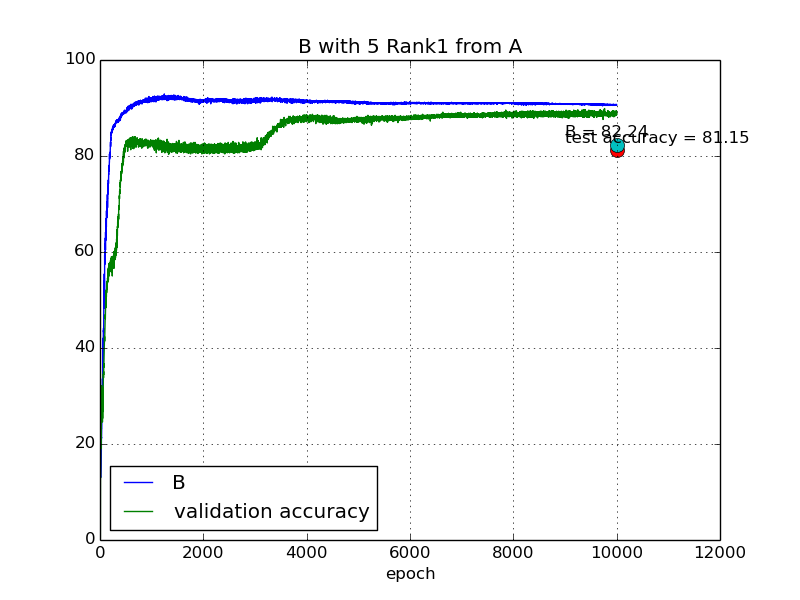 B with 5 Rank1 from A
100
80
60
40
20
0
B = 82.24
test accuracy = 81.15
B
validation accuracy
0 2000 4000 6000 8000 10000 12000
epoch